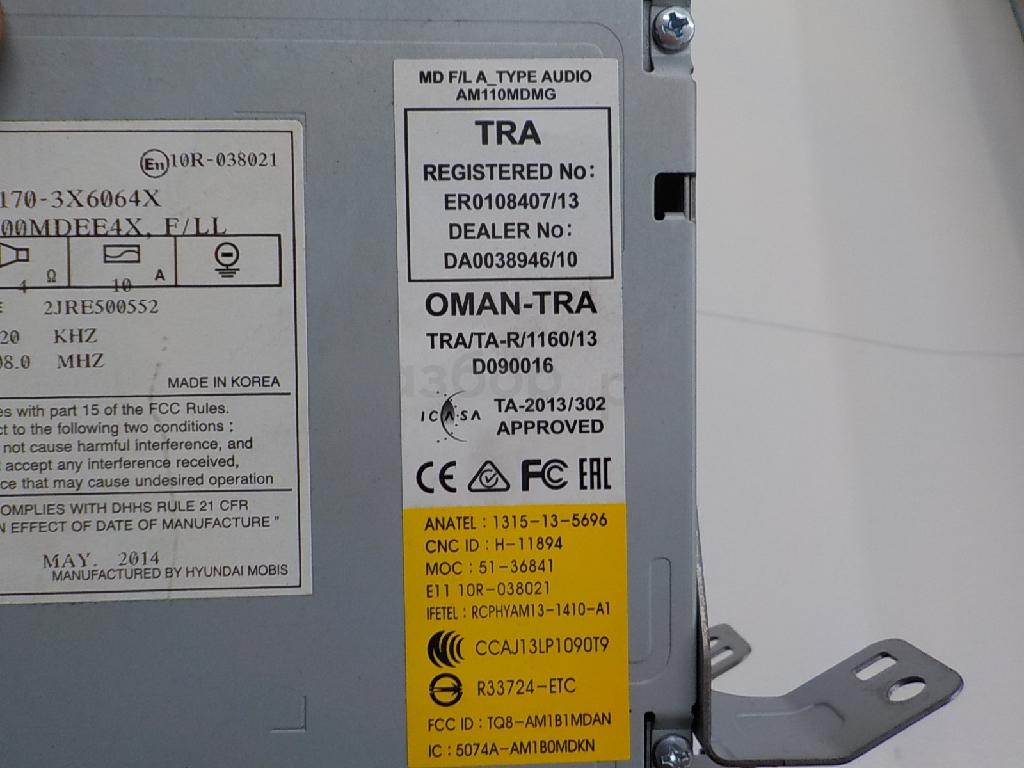 E11 10R-038021
170-3X6064X
00MDEE4X, F/LL
4 Ω 10 A
2JRE500552
20 KHZ
08.0 MHZ
MADE IN KOREA
es with part 15 of the FCC Rules.
ct to the following two conditions :
not cause harmful interference, and
accept any interference received,
ce that may cause undesired operation
OMPLIES WITH DHHS RULE 21 CFR
N EFFECT OF DATE OF MANUFACTURE "
MAY. 2014
MANUFACTURED BY HYUNDAI MOBIS
MD F/L A_TYPE AUDIO
AM110MDMG
TRA
REGISTERED No:
ER0108407/13
DEALER No:
DA0038946/10
OMAN-TRA
TRA/TA-R/1160/13
D090016
ICASA TA-2013/302
APPROVED
CE FC EAC
ANATEL : 1315-13-5696
CNC ID : H-11894
MOC : 51-36841
E11 10R-038021
IFETEL : RCPHYAM13-1410-A1
CCAJ13LP1090T9
R33724-ETC
FCC ID : TQ8-AM1B1MDAN
IC : 5074A-AM1B0MDKN